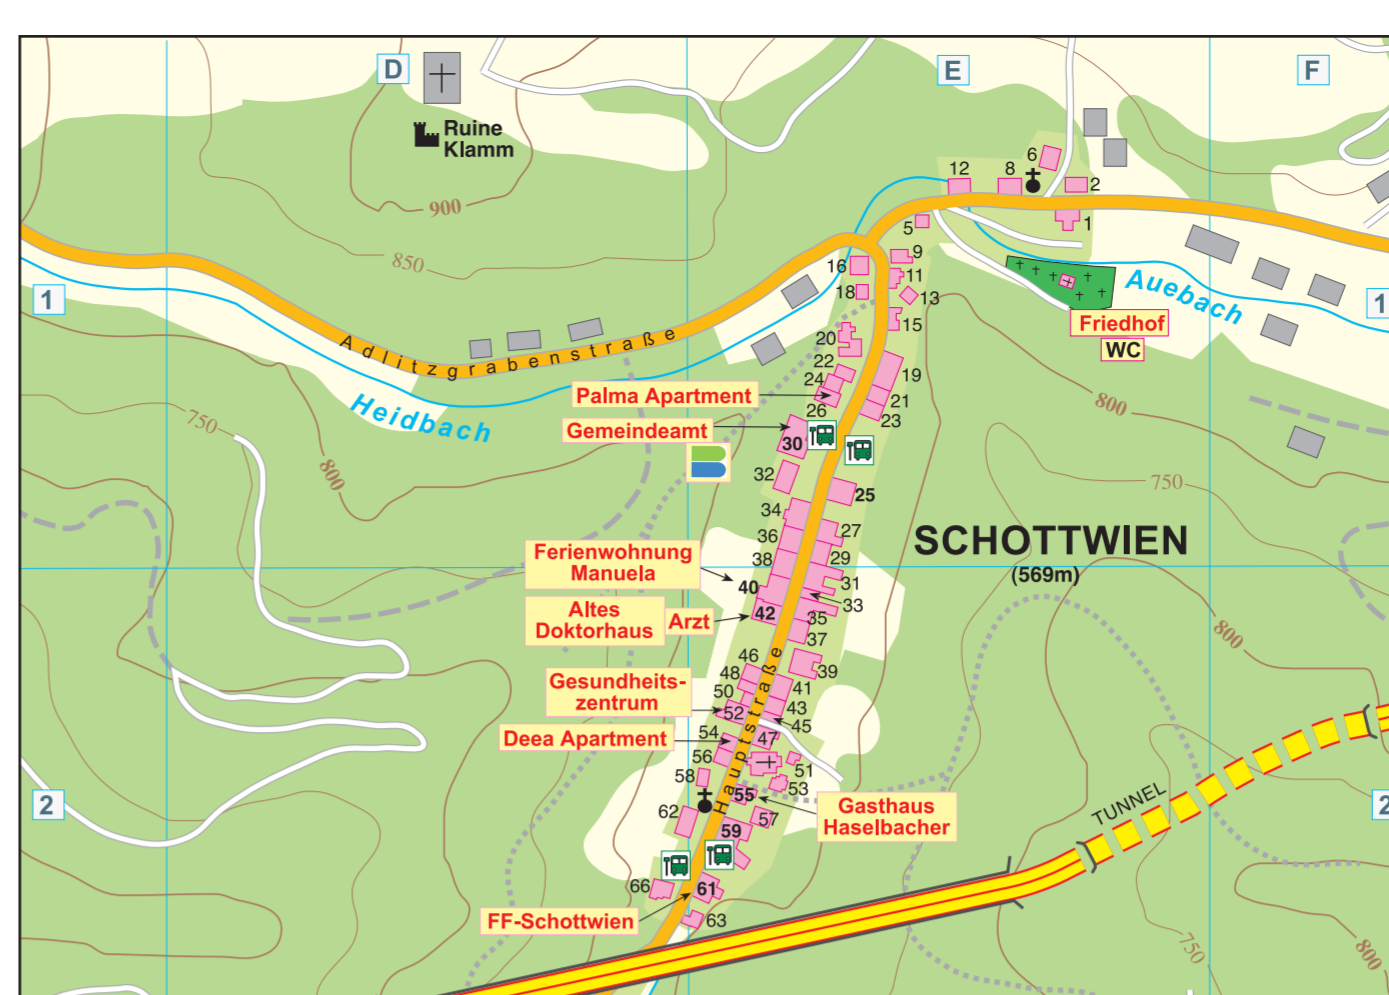 D
E
F
Ruine
Klamm
6
12
8
2
900
5
1
850
9
16
11
Auebach
1
18
13
1
15
Friedhof
20
WC
Adlitzgrabenstraße
22
24
19
Palma Apartment
21
800
26
Heidbach
23
750
Gemeindeamt
30
800
32
750
25
34
27
SCHOTTWIEN
36
(569m)
Ferienwohnung
Manuela
38
29
40
31
33
Altes
Doktorhaus
Arzt
42
35
37
800
46
48
39
Gesundheits-
zentrum
50
41
52
43
45
Hauptstraße
Deea Apartment
54
47
56
51
58
53
2
55
Gasthaus
Haselbacher
TUNNEL
2
62
57
59
66
61
FF-Schottwien
63
750
800